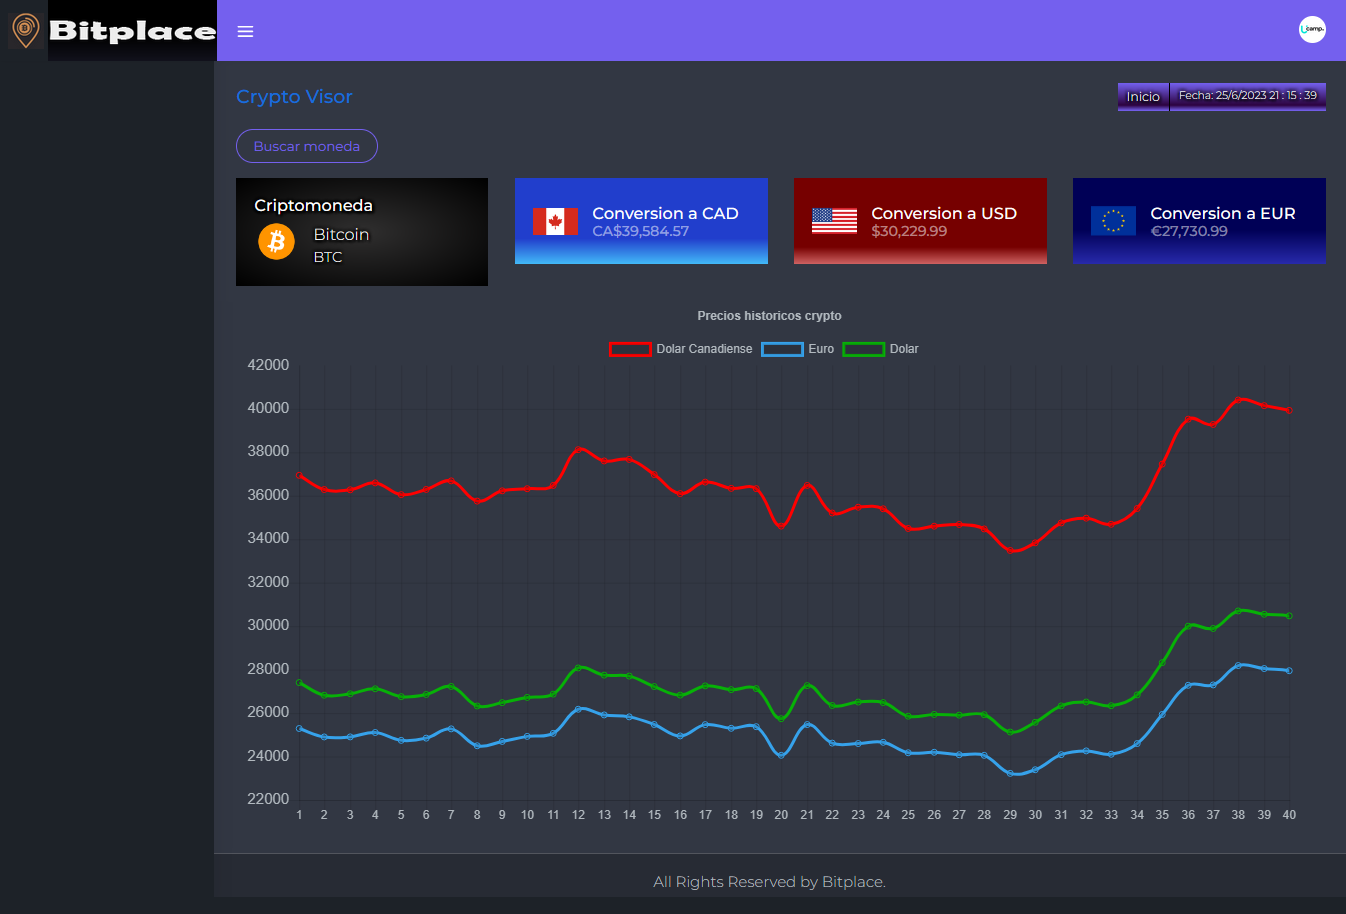 Bitplace
Ucamp.
Crypto Visor
Inicio
Fecha: 25/6/2023 21 : 15 : 39
Buscar moneda
Criptomoneda
Bitcoin
BTC
Conversion a CAD
CA$39,584.57
Conversion a USD
$30,229.99
Conversion a EUR
€27,730.99
Precios historicos crypto
Dolar Canadiense Euro Dolar
42000
40000
38000
36000
34000
32000
30000
28000
26000
24000
22000
1 2 3 4 5 6 7 8 9 10 11 12 13 14 15 16 17 18 19 20 21 22 23 24 25 26 27 28 29 30 31 32 33 34 35 36 37 38 39 40
All Rights Reserved by Bitplace.